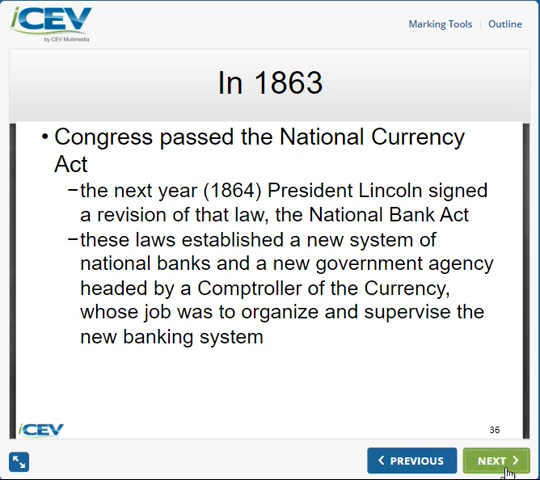 iCEV
by CEV Multimedia
Marking Tools | Outline
In 1863
• Congress passed the National Currency
Act
–the next year (1864) President Lincoln signed
a revision of that law, the National Bank Act
–these laws established a new system of
national banks and a new government agency
headed by a Comptroller of the Currency,
whose job was to organize and supervise the
new banking system
iCEV
36
PREVIOUS
NEXT